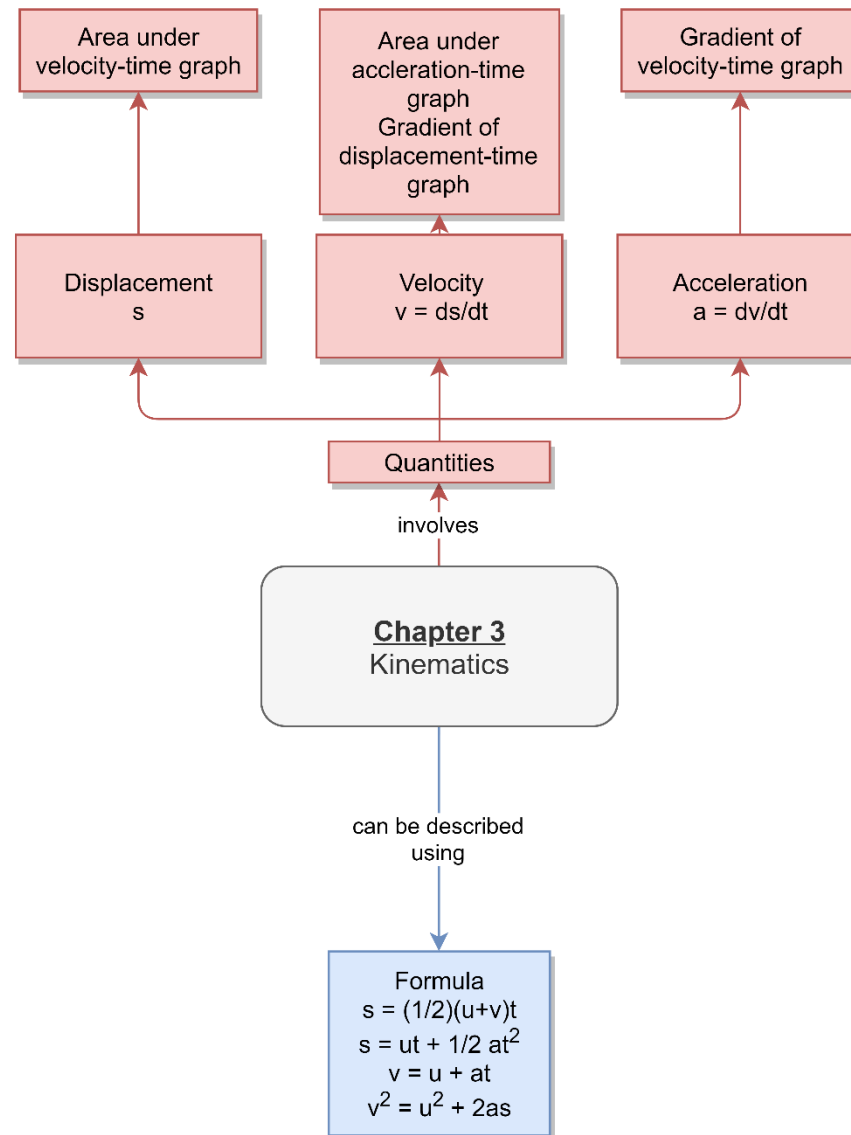 Area under
velocity-time graph
Area under
accleration-time
graph
Gradient of
displacement-time
graph
Gradient of
velocity-time graph
Displacement
s
Velocity
v = ds/dt
Acceleration
a = dv/dt
Quantities
involves
Chapter 3
Kinematics
can be described
using
Formula
s = (1/2)(u+v)t
s = ut + 1/2 at²
v = u + at
v² = u² + 2as